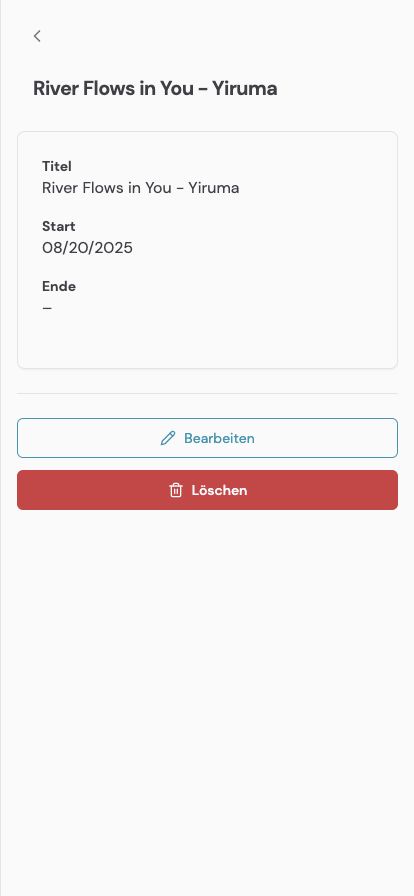 River Flows in You – Yiruma
Titel
River Flows in You – Yiruma
Start
08/20/2025
Ende
–
Bearbeiten
Löschen